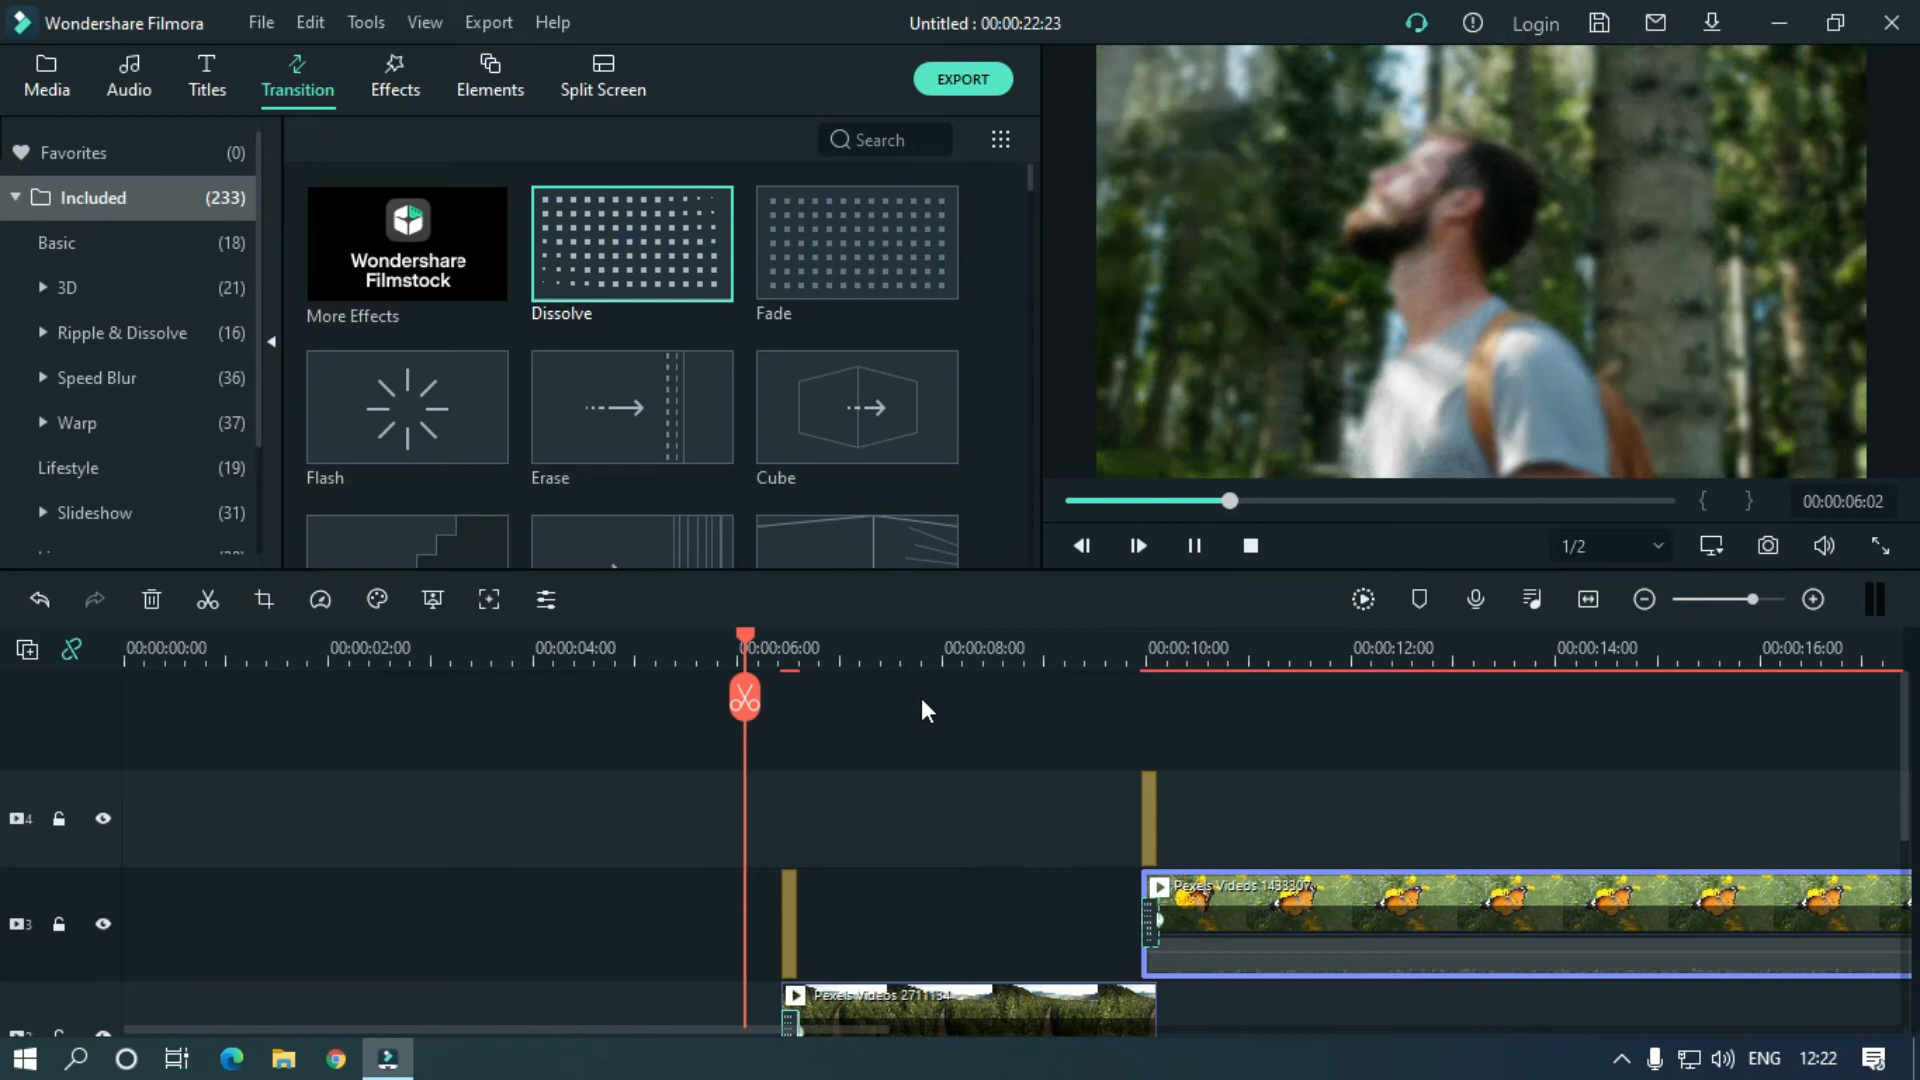 Wondershare Filmora
File Edit Tools View Export Help
Untitled : 00:00:22:23
Login
Media Audio Titles Transition Effects Elements Split Screen
EXPORT
Favorites (0)
Included (233)
Basic (18)
3D (21)
Ripple & Dissolve (16)
Speed Blur (36)
Warp (37)
Lifestyle (19)
Slideshow (31)
Search
Wondershare
Filmstock
More Effects Dissolve Fade
Flash Erase Cube
{ } 00:00:06:02
1/2
00:00:00:00 00:00:02:00 00:00:04:00 00:00:06:00 00:00:08:00 00:00:10:00 00:00:12:00 00:00:14:00 00:00:16:00
4
3
Pexels Videos 1433307
Pexels Videos 2711134
ENG 12:22